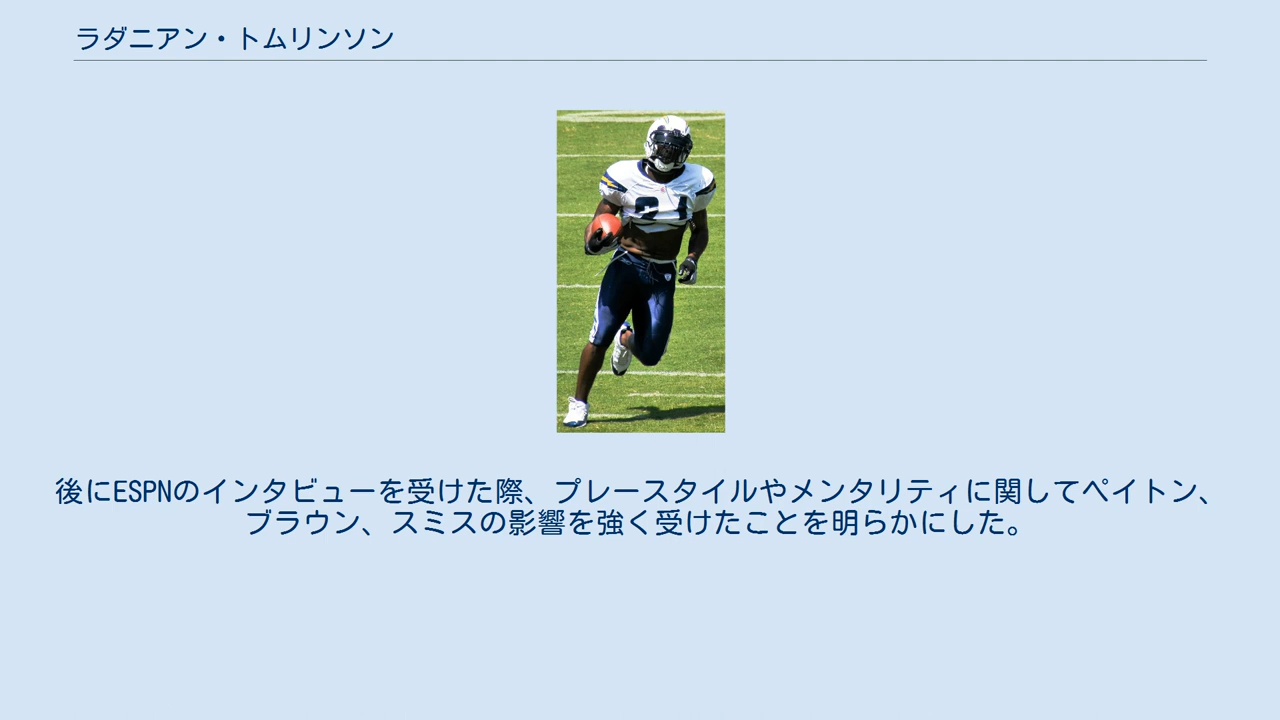 ラダニアン・トムリンソン
21
後にESPNのインタビューを受けた際、プレースタイルやメンタリティに関してペイトン、
ブラウン、スミスの影響を強く受けたことを明らかにした。